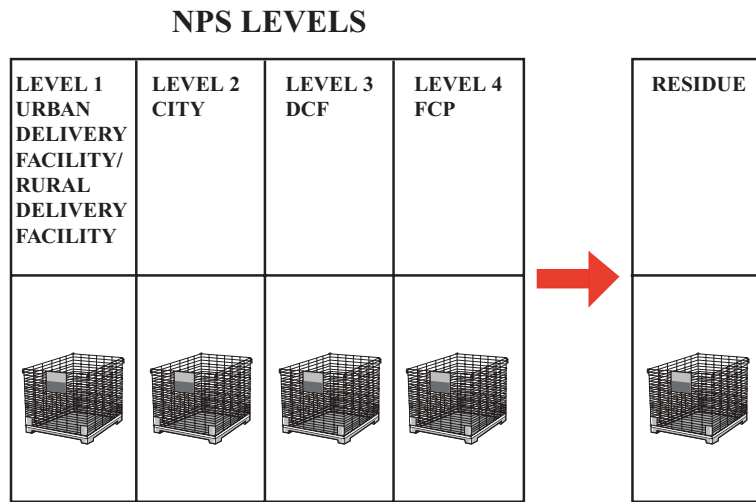 NPS LEVELS
LEVEL 1
URBAN
DELIVERY
FACILITY/
RURAL
DELIVERY
FACILITY
LEVEL 2
CITY
LEVEL 3
DCF
LEVEL 4
FCP
RESIDUE